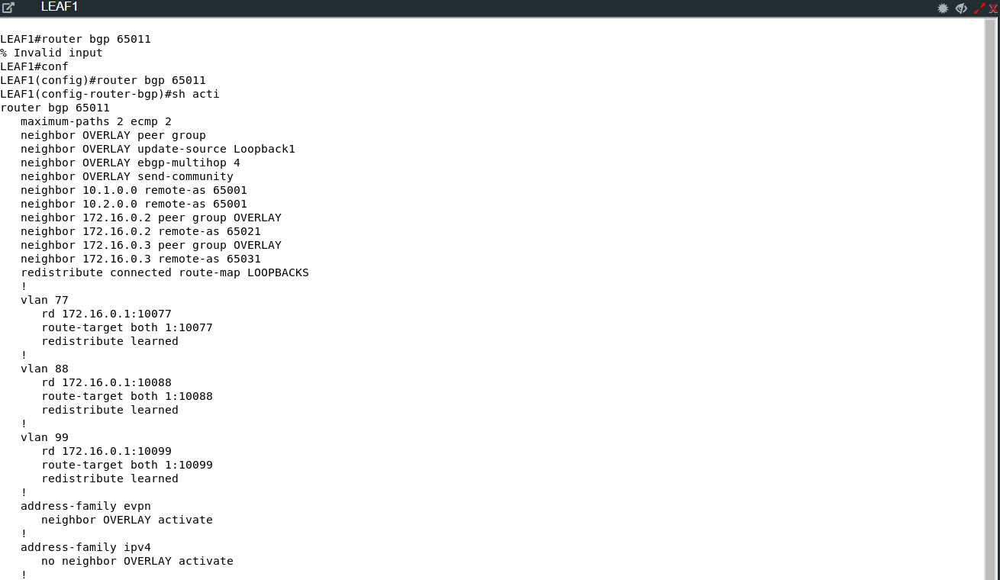 LEAF1
LEAF1#router bgp 65011
% Invalid input
LEAF1#conf
LEAF1(config)#router bgp 65011
LEAF1(config-router-bgp)#sh acti
router bgp 65011
   maximum-paths 2 ecmp 2
   neighbor OVERLAY peer group
   neighbor OVERLAY update-source Loopback1
   neighbor OVERLAY ebgp-multihop 4
   neighbor OVERLAY send-community
   neighbor 10.1.0.0 remote-as 65001
   neighbor 10.2.0.0 remote-as 65001
   neighbor 172.16.0.2 peer group OVERLAY
   neighbor 172.16.0.2 remote-as 65021
   neighbor 172.16.0.3 peer group OVERLAY
   neighbor 172.16.0.3 remote-as 65031
   redistribute connected route-map LOOPBACKS
   !
   vlan 77
      rd 172.16.0.1:10077
      route-target both 1:10077
      redistribute learned
   !
   vlan 88
      rd 172.16.0.1:10088
      route-target both 1:10088
      redistribute learned
   !
   vlan 99
      rd 172.16.0.1:10099
      route-target both 1:10099
      redistribute learned
   !
   address-family evpn
      neighbor OVERLAY activate
   !
   address-family ipv4
      no neighbor OVERLAY activate
   !